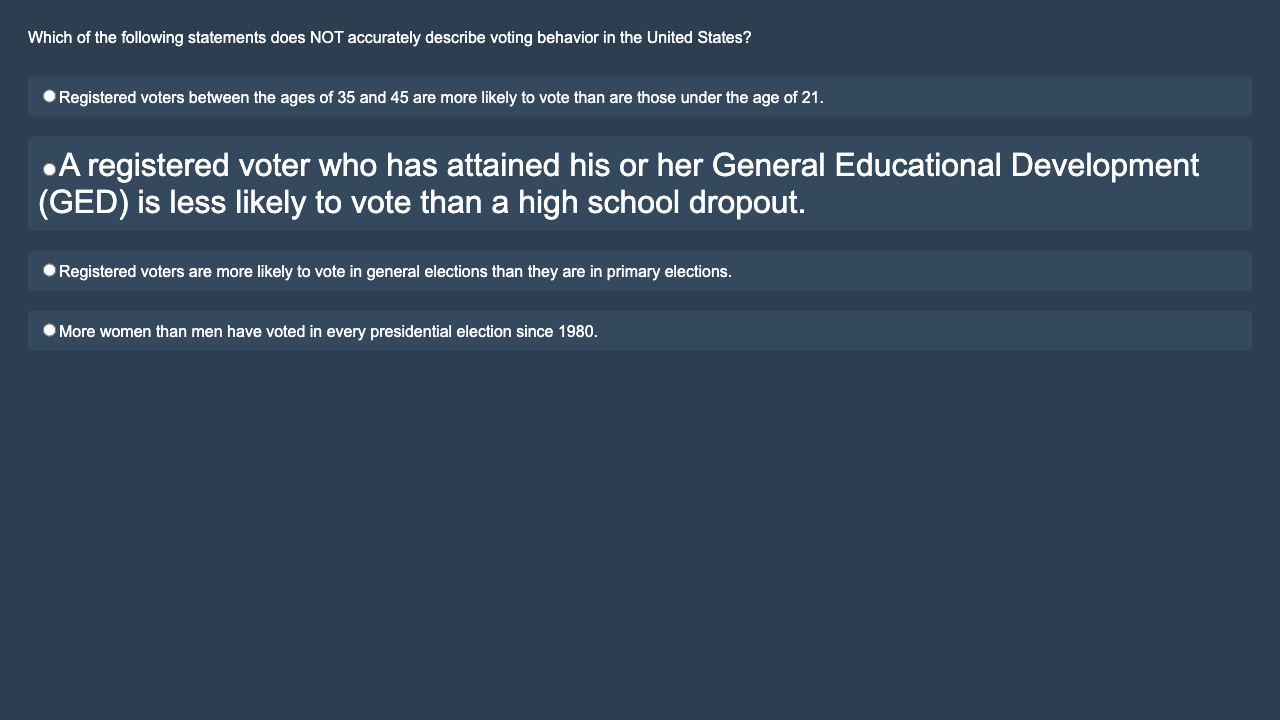 Which of the following statements does NOT accurately describe voting behavior in the United States?
Registered voters between the ages of 35 and 45 are more likely to vote than are those under the age of 21.
A registered voter who has attained his or her General Educational Development
(GED) is less likely to vote than a high school dropout.
Registered voters are more likely to vote in general elections than they are in primary elections.
More women than men have voted in every presidential election since 1980.